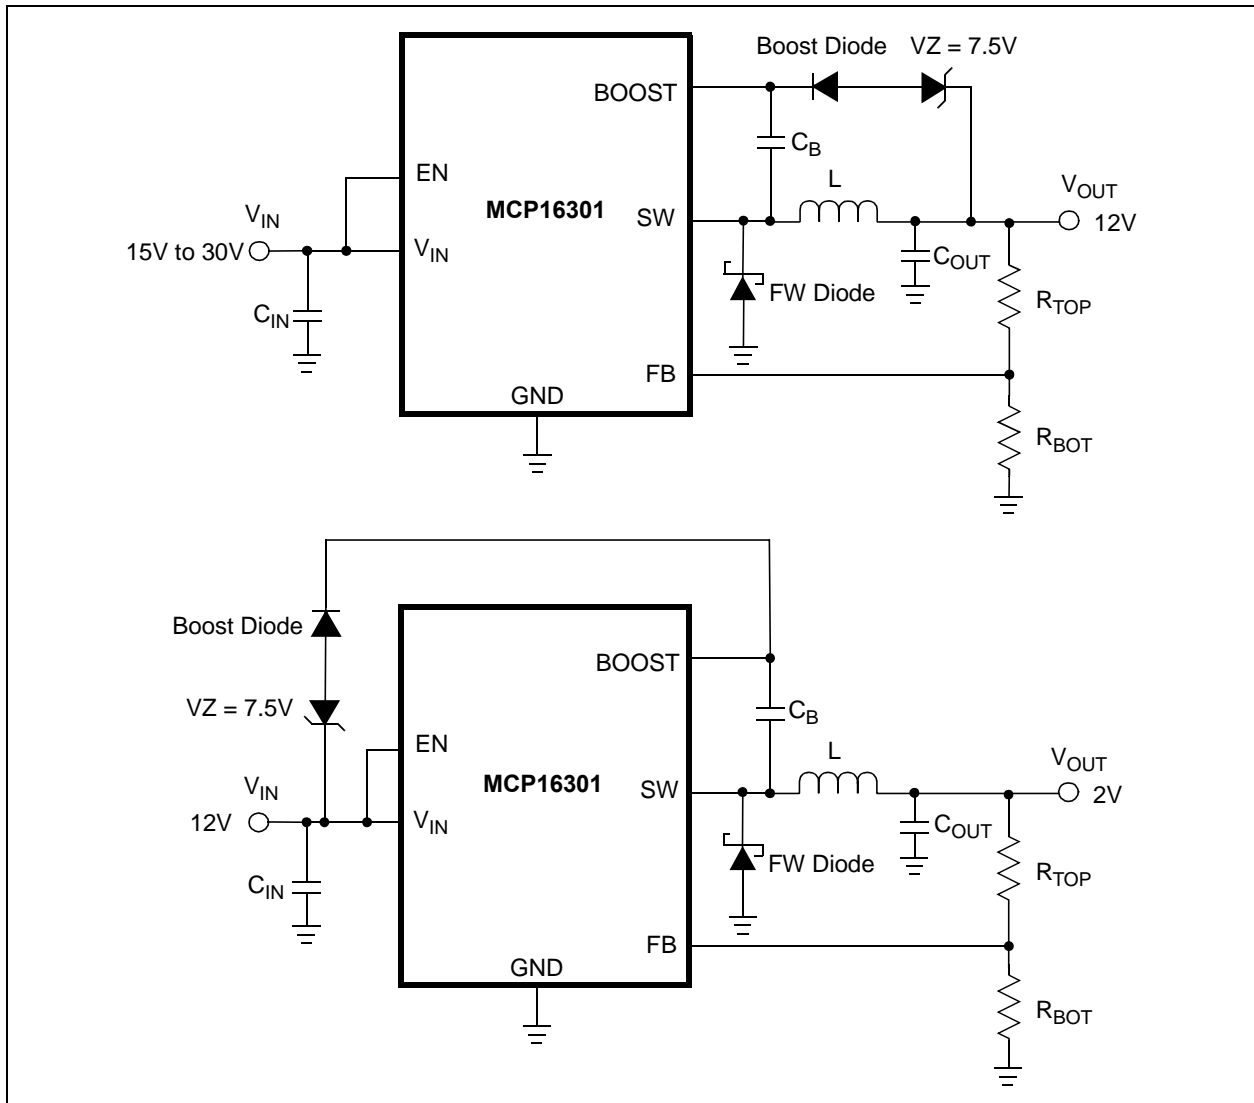 Boost Diode VZ = 7.5V
BOOST
CB
EN
L
VOUT
MCP16301
VIN
SW
12V
15V to 30V
VIN
COUT
FW Diode
CIN
RTOP
FB
GND
RBOT
Boost Diode
BOOST
VZ = 7.5V
CB
EN
L
VOUT
VIN
MCP16301
SW
2V
12V
VIN
COUT
FW Diode
CIN
RTOP
FB
GND
RBOT